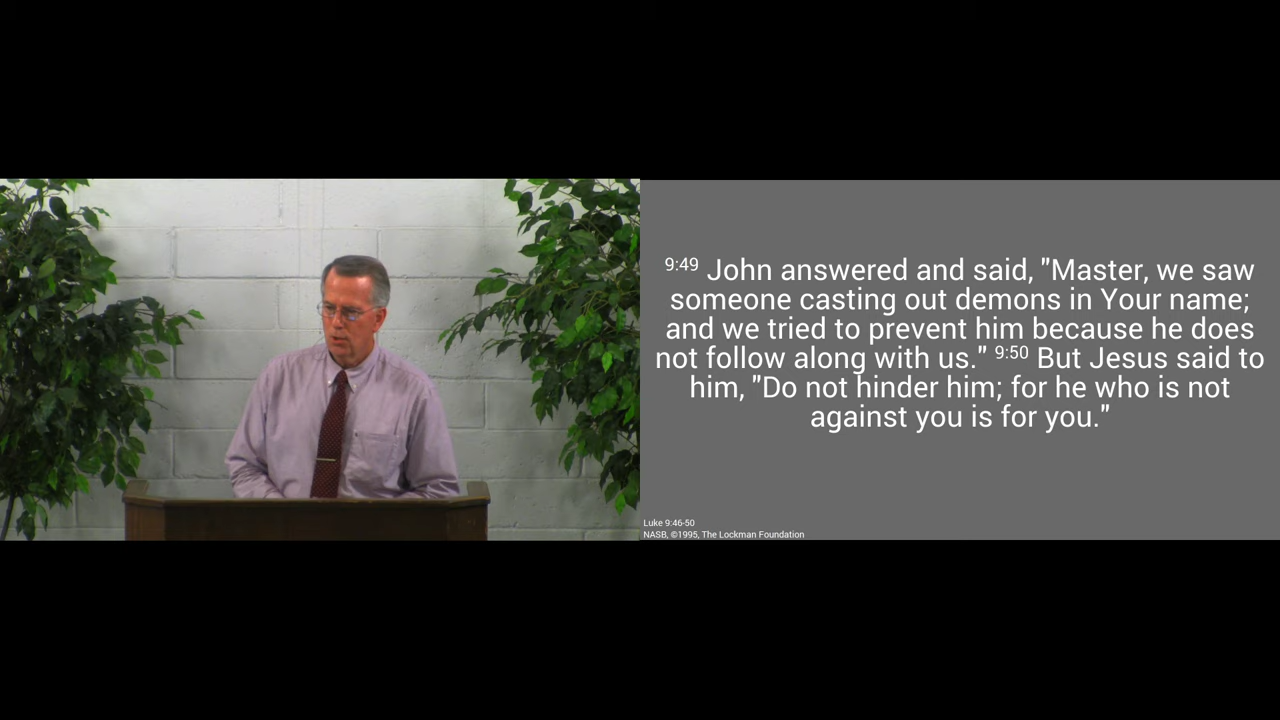 9:49 John answered and said, "Master, we saw
someone casting out demons in Your name;
and we tried to prevent him because he does
not follow along with us." 9:50 But Jesus said to
him, "Do not hinder him; for he who is not
against you is for you."
Luke 9:46-50
NASB, ©1995, The Lockman Foundation